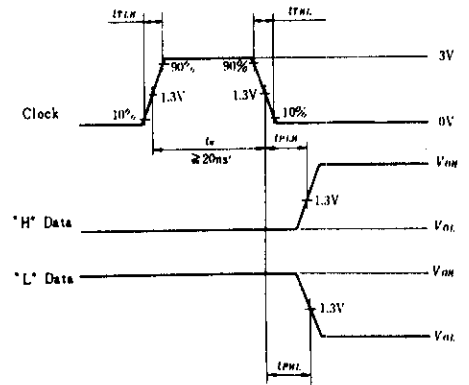 tTLH tTHL
90% 90% 3V
Clock 10% 1.3V 1.3V 10% 0V
tw tPLH
≧20ns
VOH
1.3V
"H" Data VOL
"L" Data VOH
1.3V
VOL
tPHL